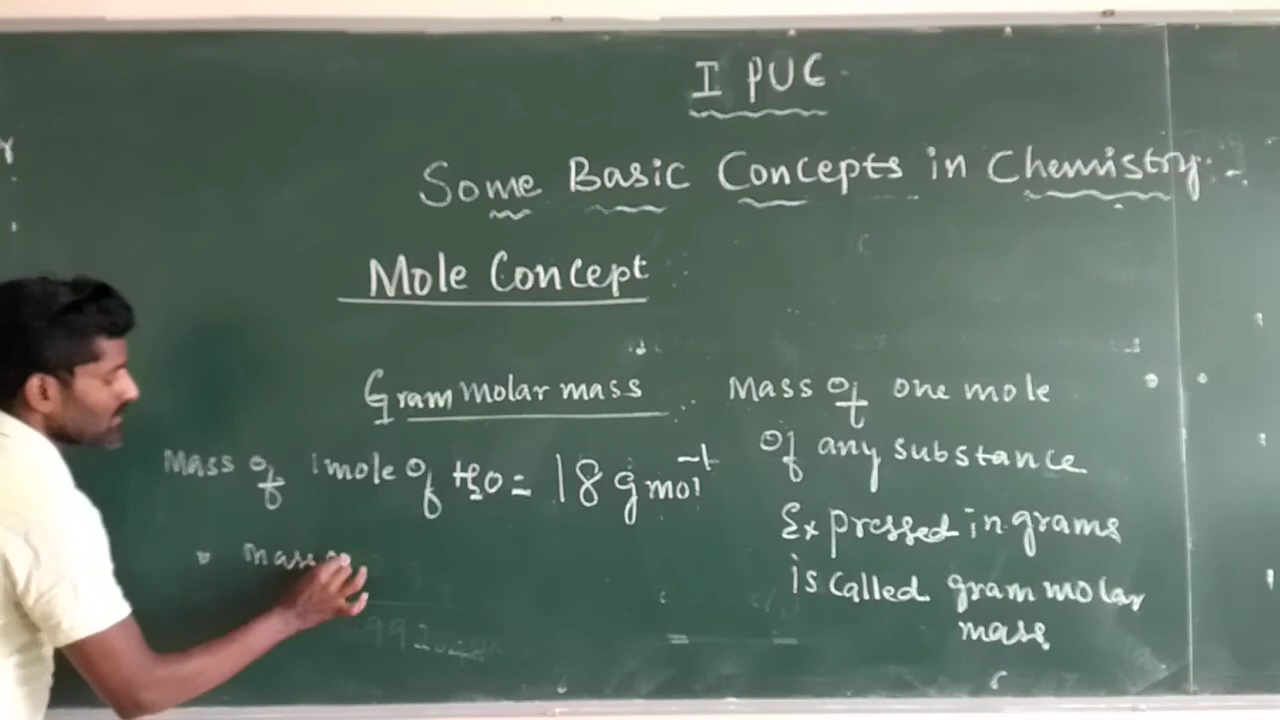 I PUC
Some Basic Concepts in Chemistry:-
Mole Concept
Gram molar mass : Mass of one mole
of any substance
Expressed in grams
is called gram molar
mass
Mass of 1 mole of H₂O = 18 g mol⁻¹
" mass